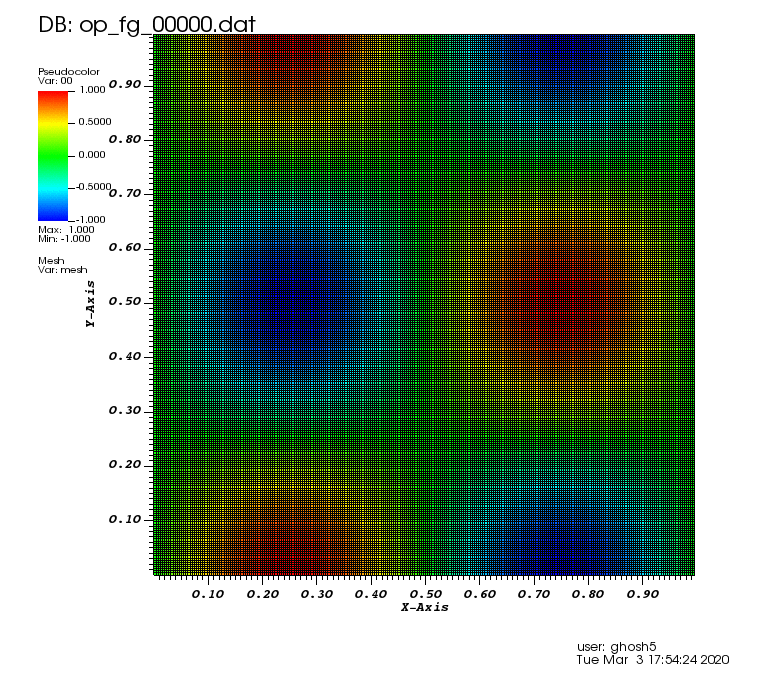 DB: op_fg_00000.dat
Pseudocolor
Var: 00
1.000
0.5000
0.000
-0.5000
-1.000
Max: 1.000
Min: -1.000
Mesh
Var: mesh
0.90
0.80
0.70
0.60
0.50
0.40
0.30
0.20
0.10
Y-Axis
0.10 0.20 0.30 0.40 0.50 0.60 0.70 0.80 0.90
X-Axis
user: ghosh5
Tue Mar 3 17:54:24 2020